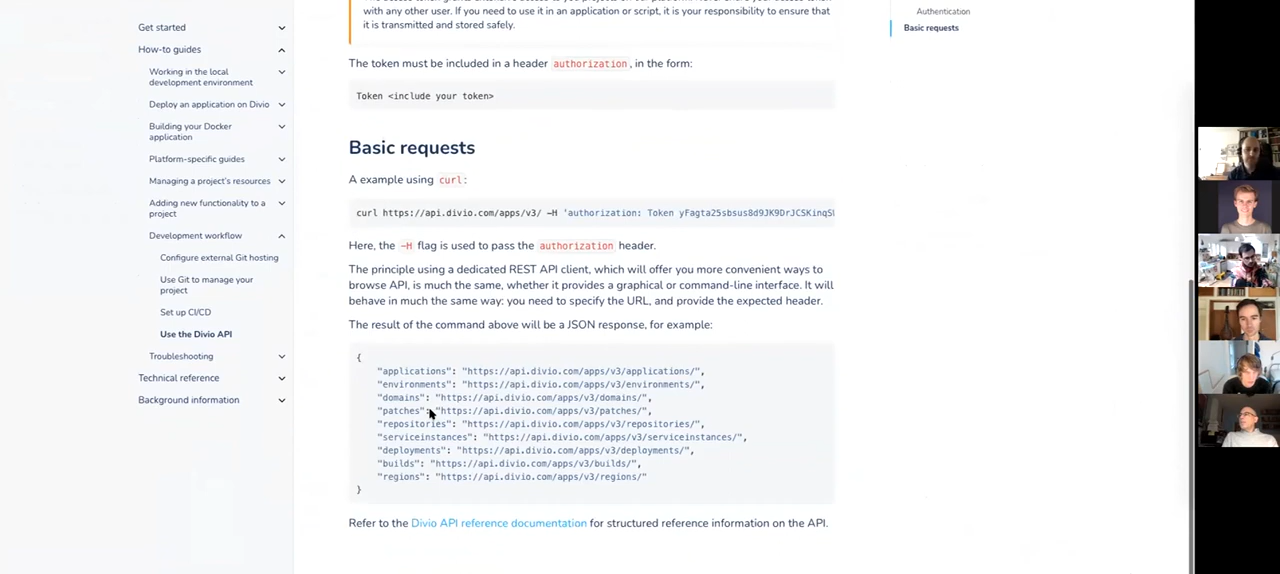 Get started
How-to guides
Working in the local
development environment
Deploy an application on Divio
Building your Docker
application
Platform-specific guides
Managing a project's resources
Adding new functionality to a
project
Development workflow
Configure external Git hosting
Use Git to manage your
project
Set up CI/CD
Use the Divio API
Troubleshooting
Technical reference
Background information
with any other user. If you need to use it in an application or script, it is your responsibility to ensure that
it is transmitted and stored safely.
The token must be included in a header authorization, in the form:
Token <include your token>
Basic requests
A example using curl:
curl https://api.divio.com/apps/v3/ -H 'authorization: Token
Here, the -H flag is used to pass the authorization header.
The principle using a dedicated REST API client, which will offer you more convenient ways to
browse API, is much the same, whether it provides a graphical or command-line interface. It will
behave in much the same way: you need to specify the URL, and provide the expected header.
The result of the command above will be a JSON response, for example:
{
"applications": "https://api.divio.com/apps/v3/applications/",
"environments": "https://api.divio.com/apps/v3/environments/",
"domains": "https://api.divio.com/apps/v3/domains/",
"patches": "https://api.divio.com/apps/v3/patches/",
"repositories": "https://api.divio.com/apps/v3/repositories/",
"serviceinstances": "https://api.divio.com/apps/v3/serviceinstances/",
"deployments": "https://api.divio.com/apps/v3/deployments/",
"builds": "https://api.divio.com/apps/v3/builds/",
"regions": "https://api.divio.com/apps/v3/regions/"
}
Refer to the Divio API reference documentation for structured reference information on the API.
Authentication
Basic requests